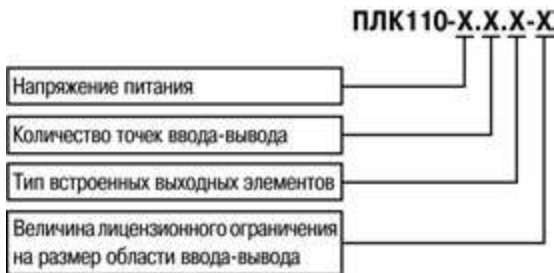 ПЛК110-Х.Х.Х-Х
Напряжение питания
Количество точек ввода-вывода
Тип встроенных выходных элементов
Величина лицензионного ограничения
на размер области ввода-вывода